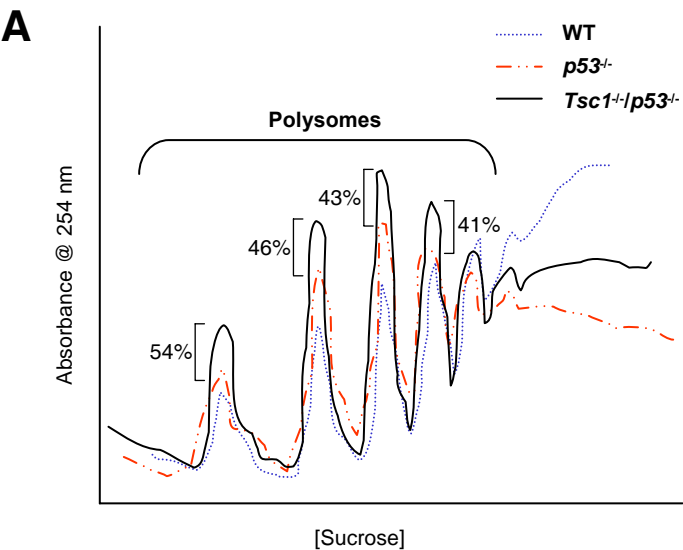 A
WT
p53-/-
Tsc1-/-/p53-/-
Polysomes
43%
41%
46%
54%
Absorbance @ 254 nm
[Sucrose]